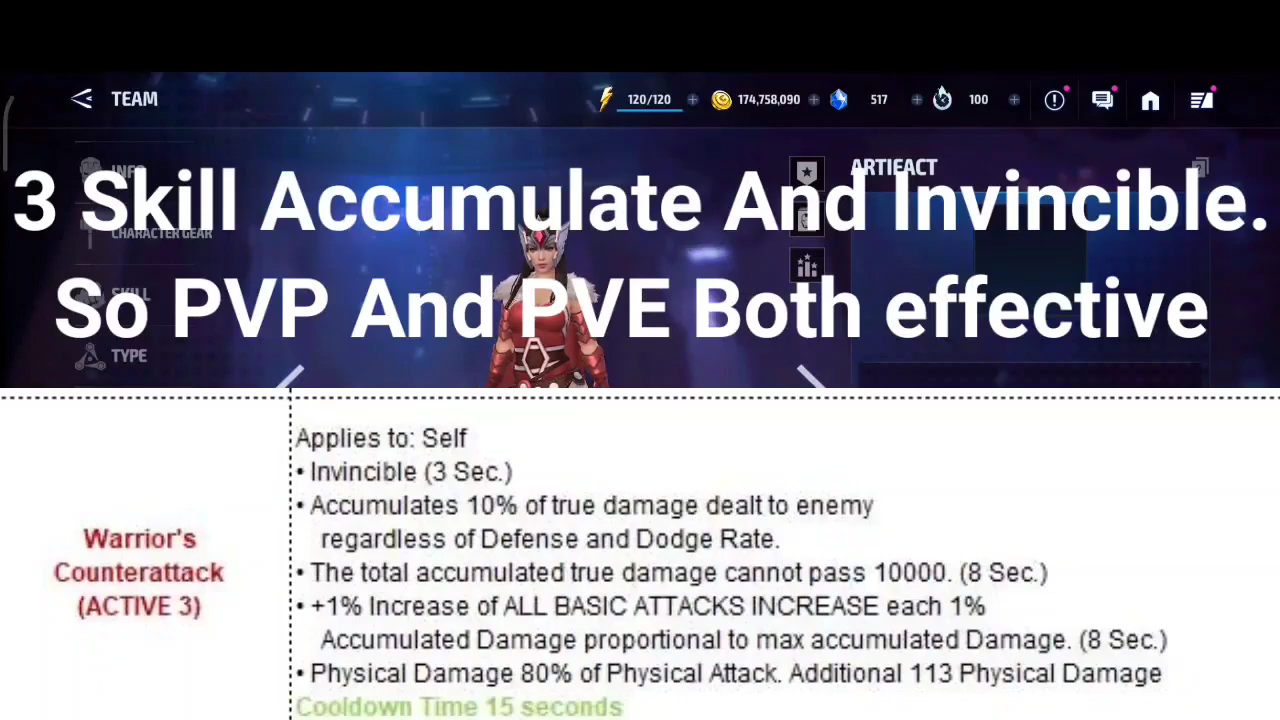 TEAM 120/120 174,758,090 517 100
INFO ARTIFACT
3 Skill Accumulate And Invincible.
CHARACTER GEAR
SKILL
So PVP And PVE Both effective
TYPE
Applies to: Self
• Invincible (3 Sec.)
• Accumulates 10% of true damage dealt to enemy
regardless of Defense and Dodge Rate.
Warrior's
Counterattack
(ACTIVE 3)
• The total accumulated true damage cannot pass 10000. (8 Sec.)
• +1% Increase of ALL BASIC ATTACKS INCREASE each 1%
Accumulated Damage proportional to max accumulated Damage. (8 Sec.)
• Physical Damage 80% of Physical Attack. Additional 113 Physical Damage
Cooldown Time 15 seconds